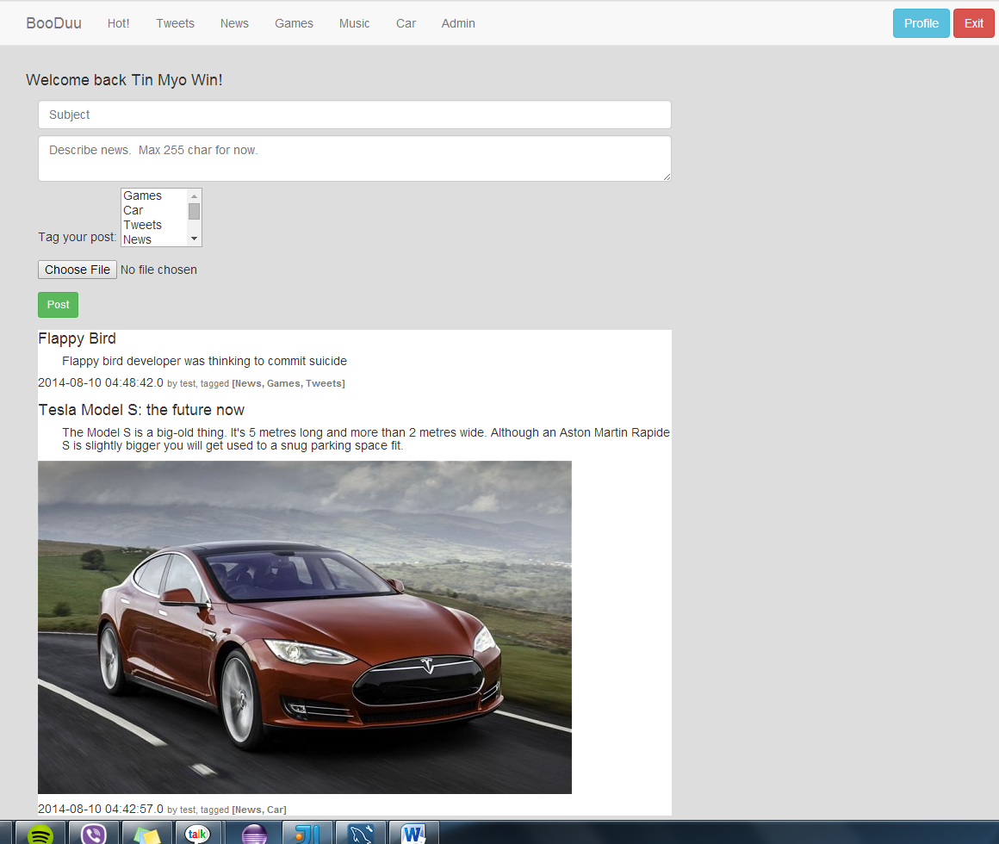 BooDuu Hot! Tweets News Games Music Car Admin Profile Exit
Welcome back Tin Myo Win!
Subject
Describe news.  Max 255 char for now.
Games
Car
Tweets
Tag your post: News
Choose File No file chosen
Post
Flappy Bird
Flappy bird developer was thinking to commit suicide
2014-08-10 04:48:42.0 by test, tagged [News, Games, Tweets]
Tesla Model S: the future now
The Model S is a big-old thing. It's 5 metres long and more than 2 metres wide. Although an Aston Martin Rapide
S is slightly bigger you will get used to a snug parking space fit.
2014-08-10 04:42:57.0 by test, tagged [News, Car]
talk
W